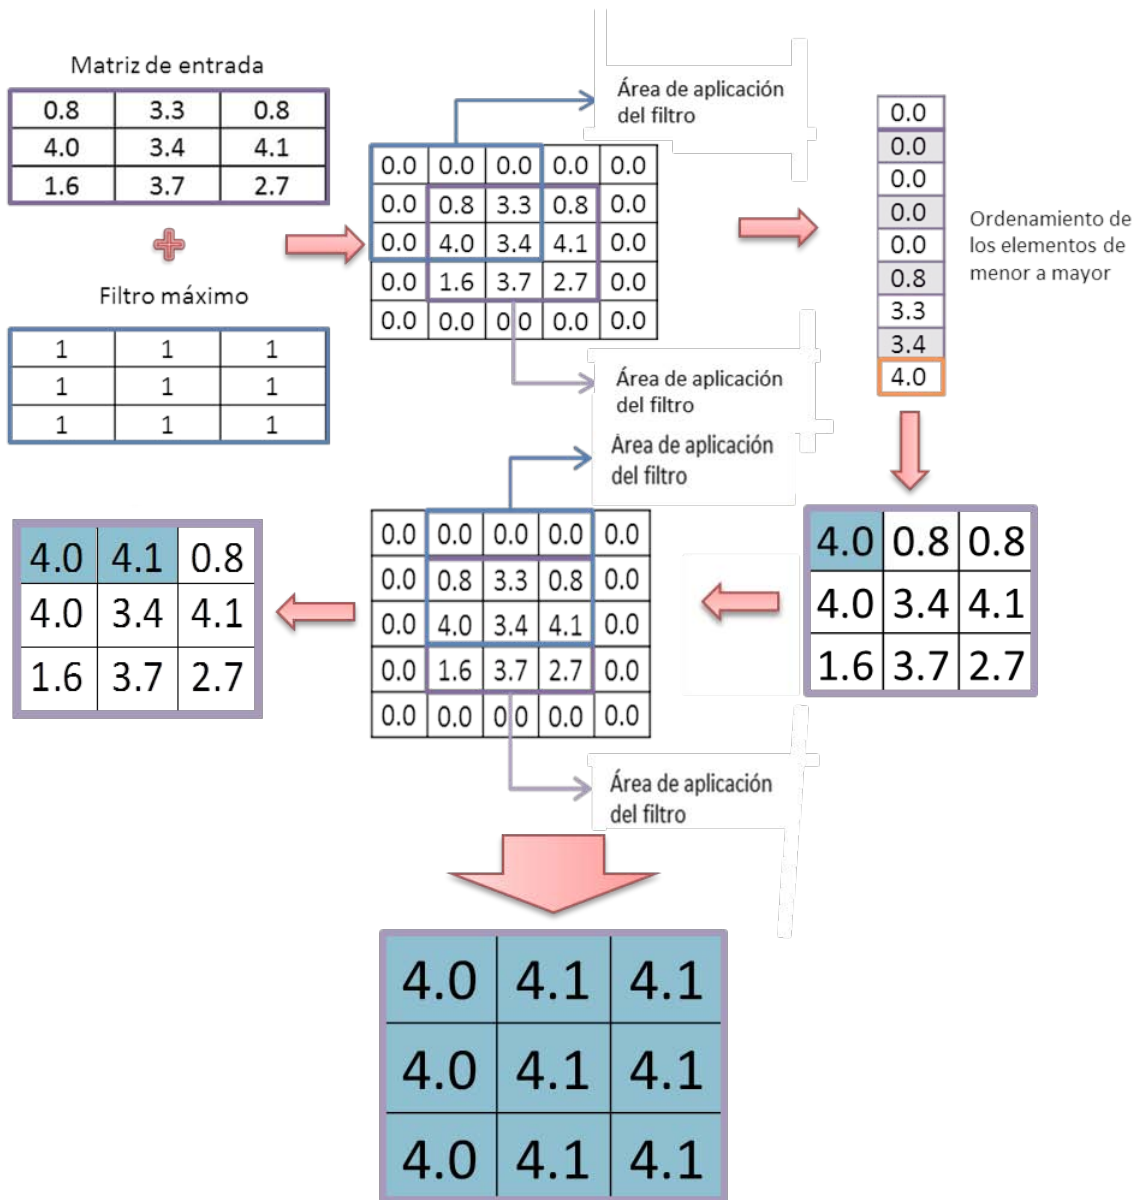 Matriz de entrada
0.8 3.3 0.8
4.0 3.4 4.1
1.6 3.7 2.7
Filtro máximo
1 1 1
1 1 1
1 1 1
Área de aplicación
del filtro
0.0 0.0 0.0 0.0 0.0
0.0 0.8 3.3 0.8 0.0
0.0 4.0 3.4 4.1 0.0
0.0 1.6 3.7 2.7 0.0
0.0 0.0 0 0 0.0 0.0
Área de aplicación
del filtro
0.0
0.0
0.0
0.0
0.0
0.8
3.3
3.4
4.0
Ordenamiento de
los elementos de
menor a mayor
4.0 0.8 0.8
4.0 3.4 4.1
1.6 3.7 2.7
Área de aplicación
del filtro
0.0 0.0 0.0 0.0 0.0
0.0 0.8 3.3 0.8 0.0
0.0 4.0 3.4 4.1 0.0
0.0 1.6 3.7 2.7 0.0
0.0 0.0 0 0 0.0 0.0
Área de aplicación
del filtro
4.0 4.1 0.8
4.0 3.4 4.1
1.6 3.7 2.7
4.0 4.1 4.1
4.0 4.1 4.1
4.0 4.1 4.1